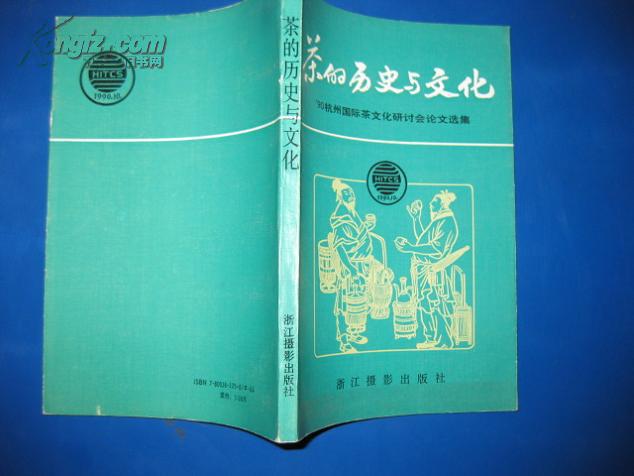 Kongfz.com
旧书网
HITCS
1990.10.
茶的历史与文化
浙江摄影出版社
茶的历史与文化
'90杭州国际茶文化研讨会论文选集
HITCS
1990.10.
浙江摄影出版社